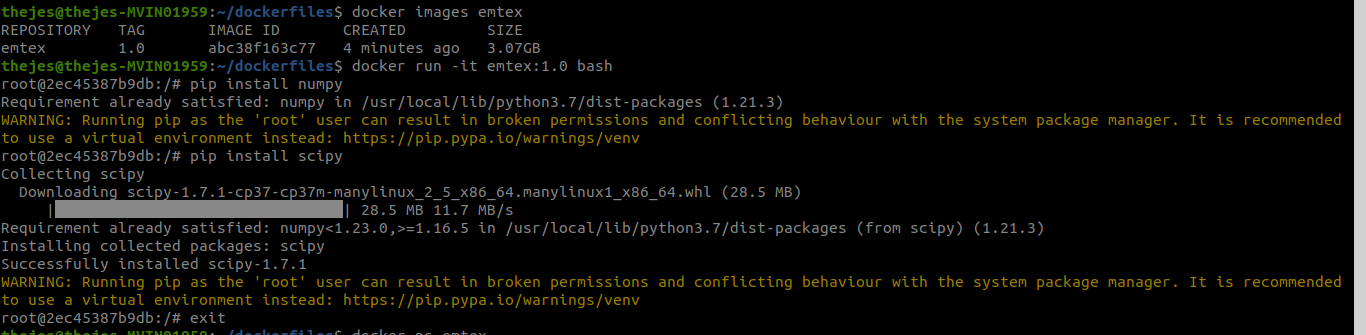 thejes@thejes-MVIN01959:~/dockerfiles$ docker images emtex
REPOSITORY   TAG       IMAGE ID       CREATED         SIZE
emtex        1.0       abc38f163c77   4 minutes ago   3.07GB
thejes@thejes-MVIN01959:~/dockerfiles$ docker run -it emtex:1.0 bash
root@2ec45387b9db:/# pip install numpy
Requirement already satisfied: numpy in /usr/local/lib/python3.7/dist-packages (1.21.3)
WARNING: Running pip as the 'root' user can result in broken permissions and conflicting behaviour with the system package manager. It is recommended
to use a virtual environment instead: https://pip.pypa.io/warnings/venv
root@2ec45387b9db:/# pip install scipy
Collecting scipy
  Downloading scipy-1.7.1-cp37-cp37m-manylinux_2_5_x86_64.manylinux1_x86_64.whl (28.5 MB)
     |                                | 28.5 MB 11.7 MB/s
Requirement already satisfied: numpy<1.23.0,>=1.16.5 in /usr/local/lib/python3.7/dist-packages (from scipy) (1.21.3)
Installing collected packages: scipy
Successfully installed scipy-1.7.1
WARNING: Running pip as the 'root' user can result in broken permissions and conflicting behaviour with the system package manager. It is recommended
to use a virtual environment instead: https://pip.pypa.io/warnings/venv
root@2ec45387b9db:/# exit
thejes@thejes-MVIN01959:~/dockerfiles$ docker ps emtex